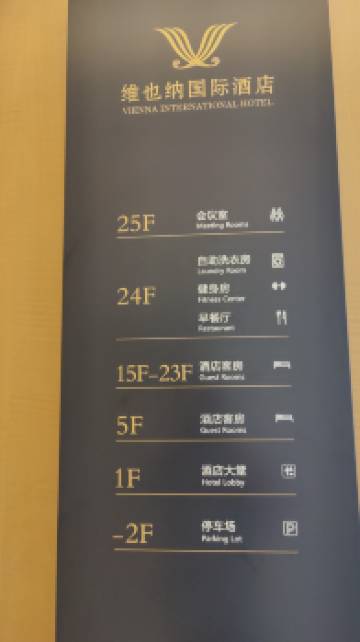 维也纳国际酒店
VIENNA INTERNATIONAL HOTEL
25F
会议室
Meeting Rooms
24F
自助洗衣房
Laundry Room
健身房
Fitness Center
早餐厅
Restaurant
15F-23F
酒店客房
Guest Rooms
5F
酒店客房
Guest Rooms
1F
酒店大堂
Hotel Lobby
-2F
停车场
Parking Lot
P